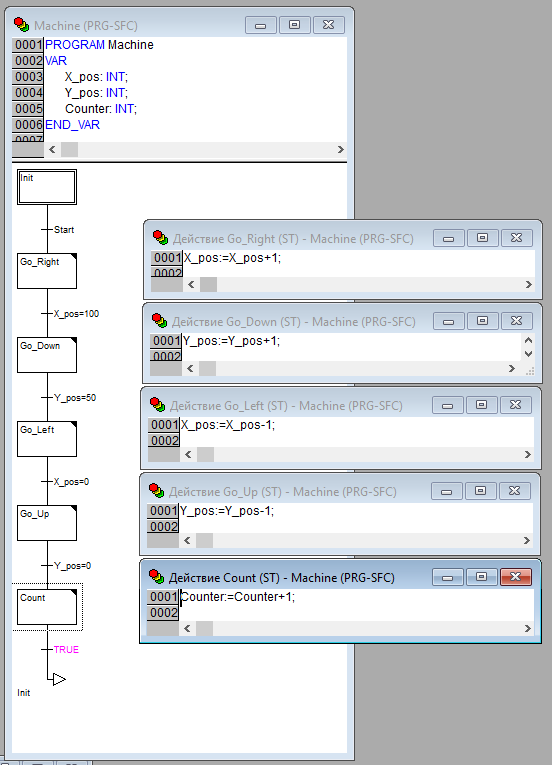 Machine (PRG-SFC)
0001 PROGRAM Machine
0002 VAR
0003 X_pos: INT;
0004 Y_pos: INT;
0005 Counter: INT;
0006 END_VAR
0007
Init
Start
Go_Right
X_pos=100
Go_Down
Y_pos=50
Go_Left
X_pos=0
Go_Up
Y_pos=0
Count
TRUE
Init
Действие Go_Right (ST) - Machine (PRG-SFC)
0001 X_pos:=X_pos+1;
0002
Действие Go_Down (ST) - Machine (PRG-SFC)
0001 Y_pos:=Y_pos+1;
0002
Действие Go_Left (ST) - Machine (PRG-SFC)
0001 X_pos:=X_pos-1;
0002
Действие Go_Up (ST) - Machine (PRG-SFC)
0001 Y_pos:=Y_pos-1;
0002
Действие Count (ST) - Machine (PRG-SFC)
0001 Counter:=Counter+1;
0002